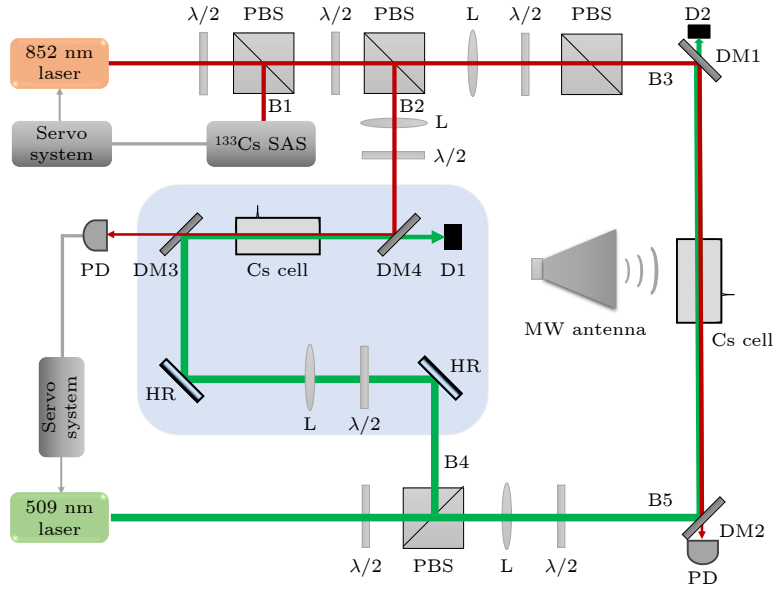 λ/2
PBS
λ/2
PBS
L
λ/2
PBS
D2
DM1
852 nm
laser
B1
B2
B3
Servo
system
¹³³Cs SAS
L
λ/2
PD
DM3
Cs cell
DM4
D1
MW antenna
Cs cell
Servo
system
HR
HR
L
λ/2
B4
509 nm
laser
B5
DM2
λ/2
PBS
L
λ/2
PD